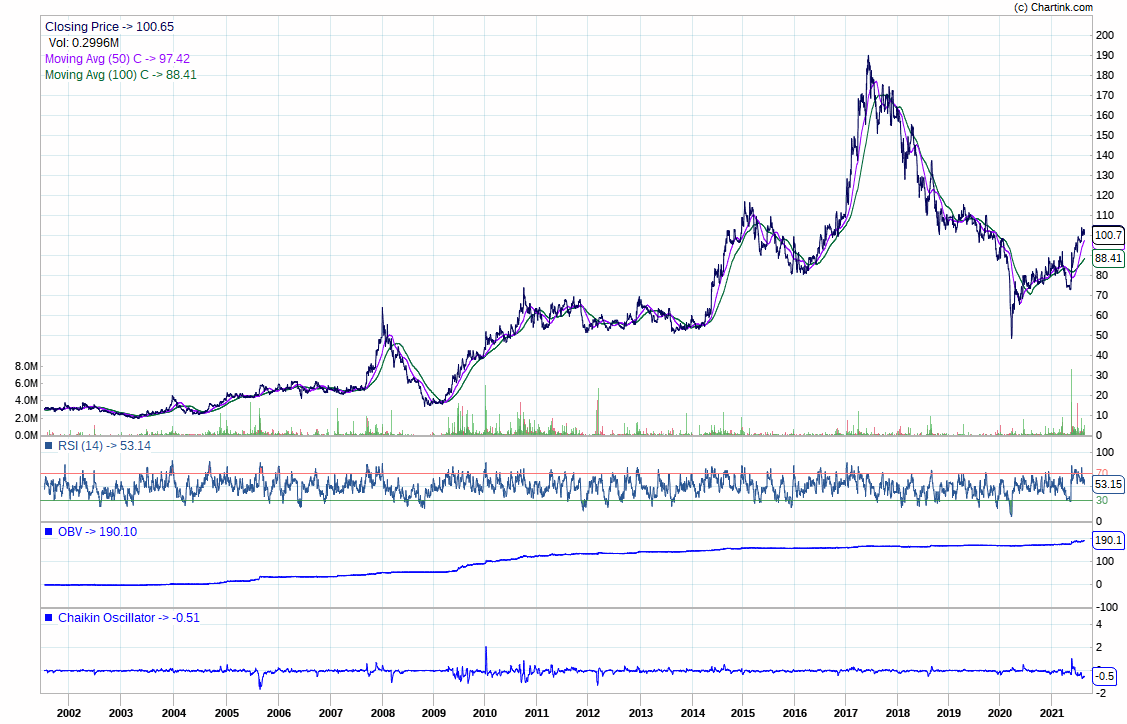 (c) Chartink.com
Closing Price -> 100.65
Vol: 0.2996M
Moving Avg (50) C -> 97.42
Moving Avg (100) C -> 88.41
200
190
180
170
160
150
140
130
120
110
100.7
88.41
80
70
60
50
40
30
20
10
0
8.0M
6.0M
4.0M
2.0M
0.0M
RSI (14) -> 53.14
100
70
53.15
30
0
OBV -> 190.10
190.1
100
0
-100
Chaikin Oscillator -> -0.51
4
2
-0.5
-2
2002 2003 2004 2005 2006 2007 2008 2009 2010 2011 2012 2013 2014 2015 2016 2017 2018 2019 2020 2021